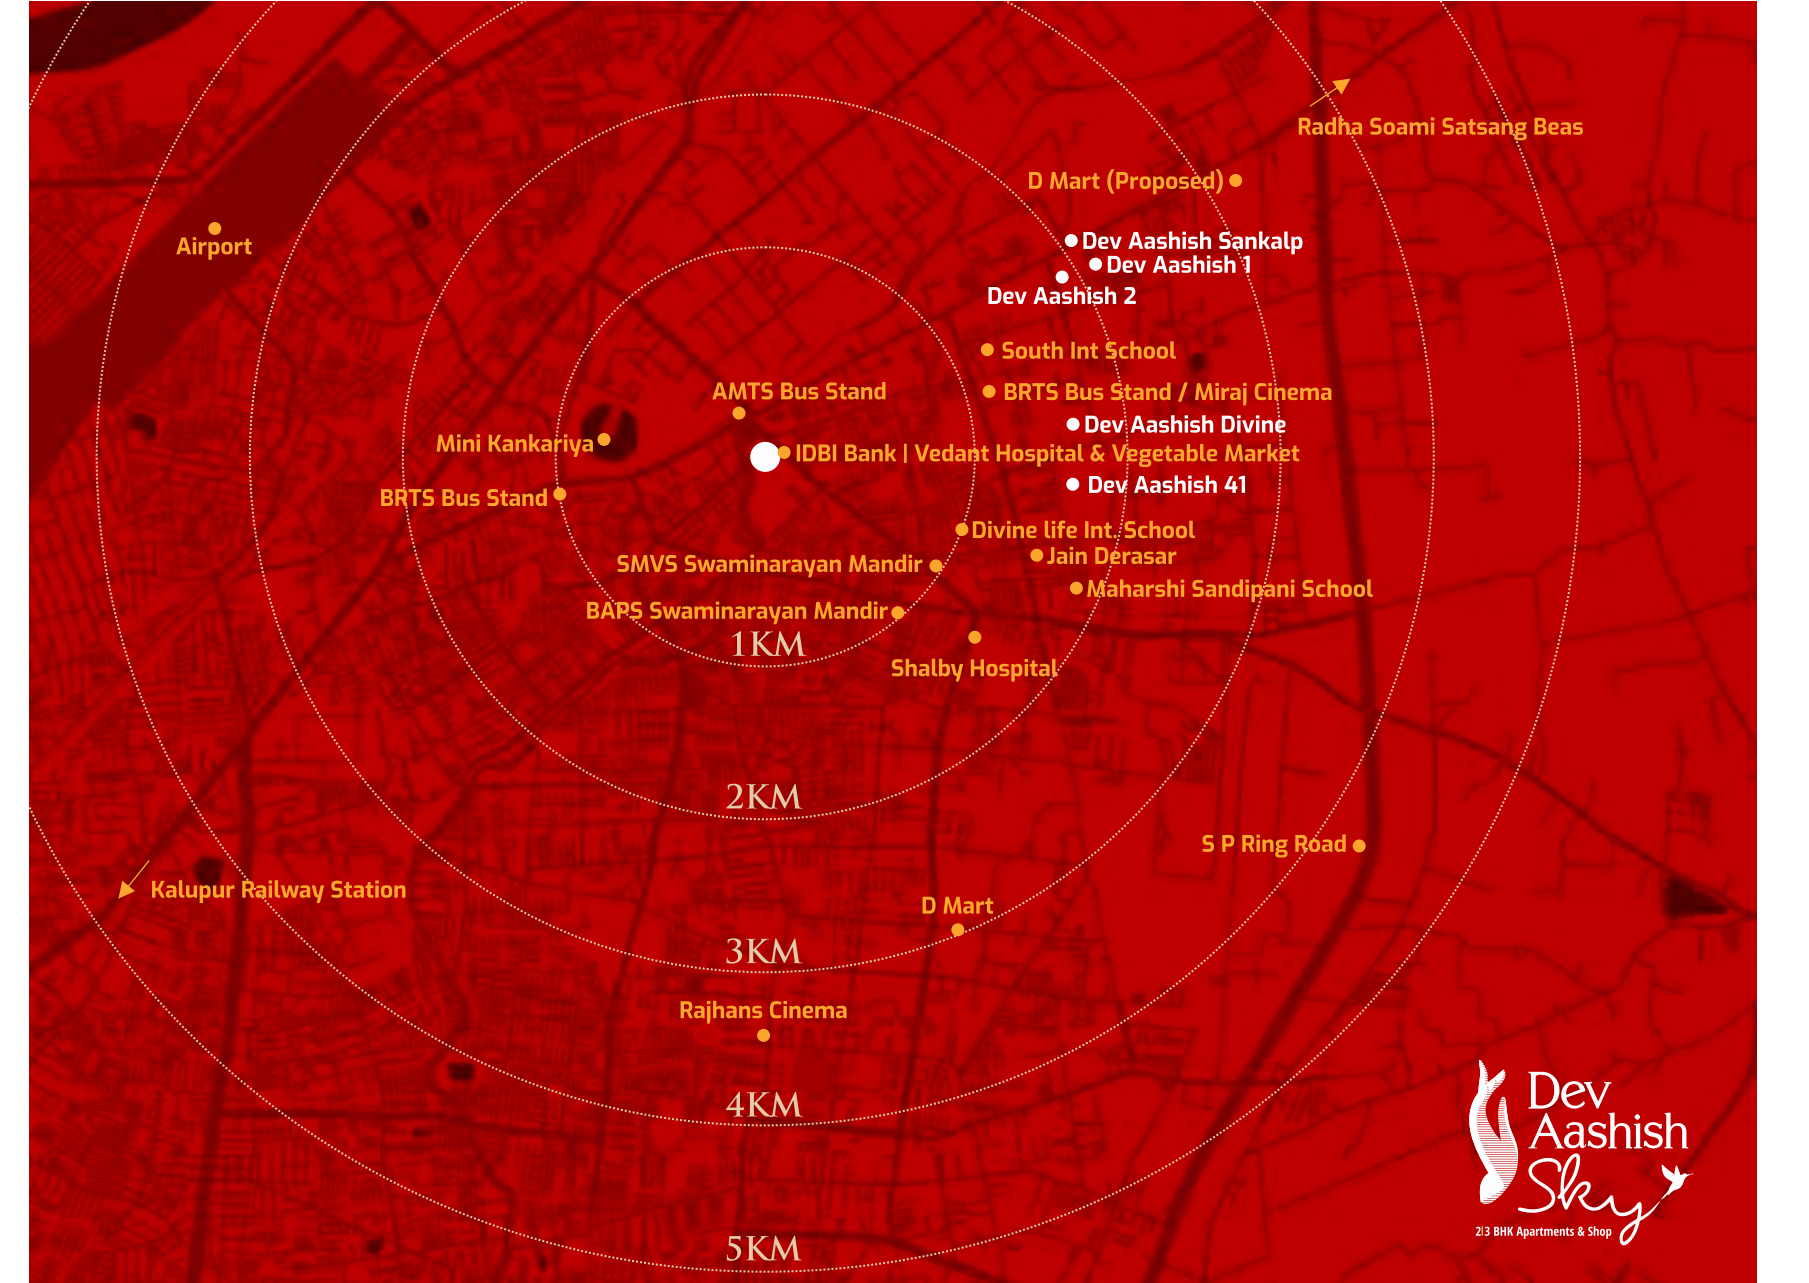 Radha Soami Satsang Beas
D Mart (Proposed)
Airport
Dev Aashish Sankalp
Dev Aashish 1
Dev Aashish 2
South Int School
AMTS Bus Stand
BRTS Bus Stand / Miraj Cinema
Dev Aashish Divine
Mini Kankariya
IDBI Bank | Vedant Hospital & Vegetable Market
Dev Aashish 41
BRTS Bus Stand
Divine life Int. School
Jain Derasar
SMVS Swaminarayan Mandir
Maharshi Sandipani School
BAPS Swaminarayan Mandir
1KM
Shalby Hospital
2KM
S P Ring Road
Kalupur Railway Station
D Mart
3KM
Rajhans Cinema
4KM
5KM
Dev
Aashish
Sky
2|3 BHK Apartments & Shop